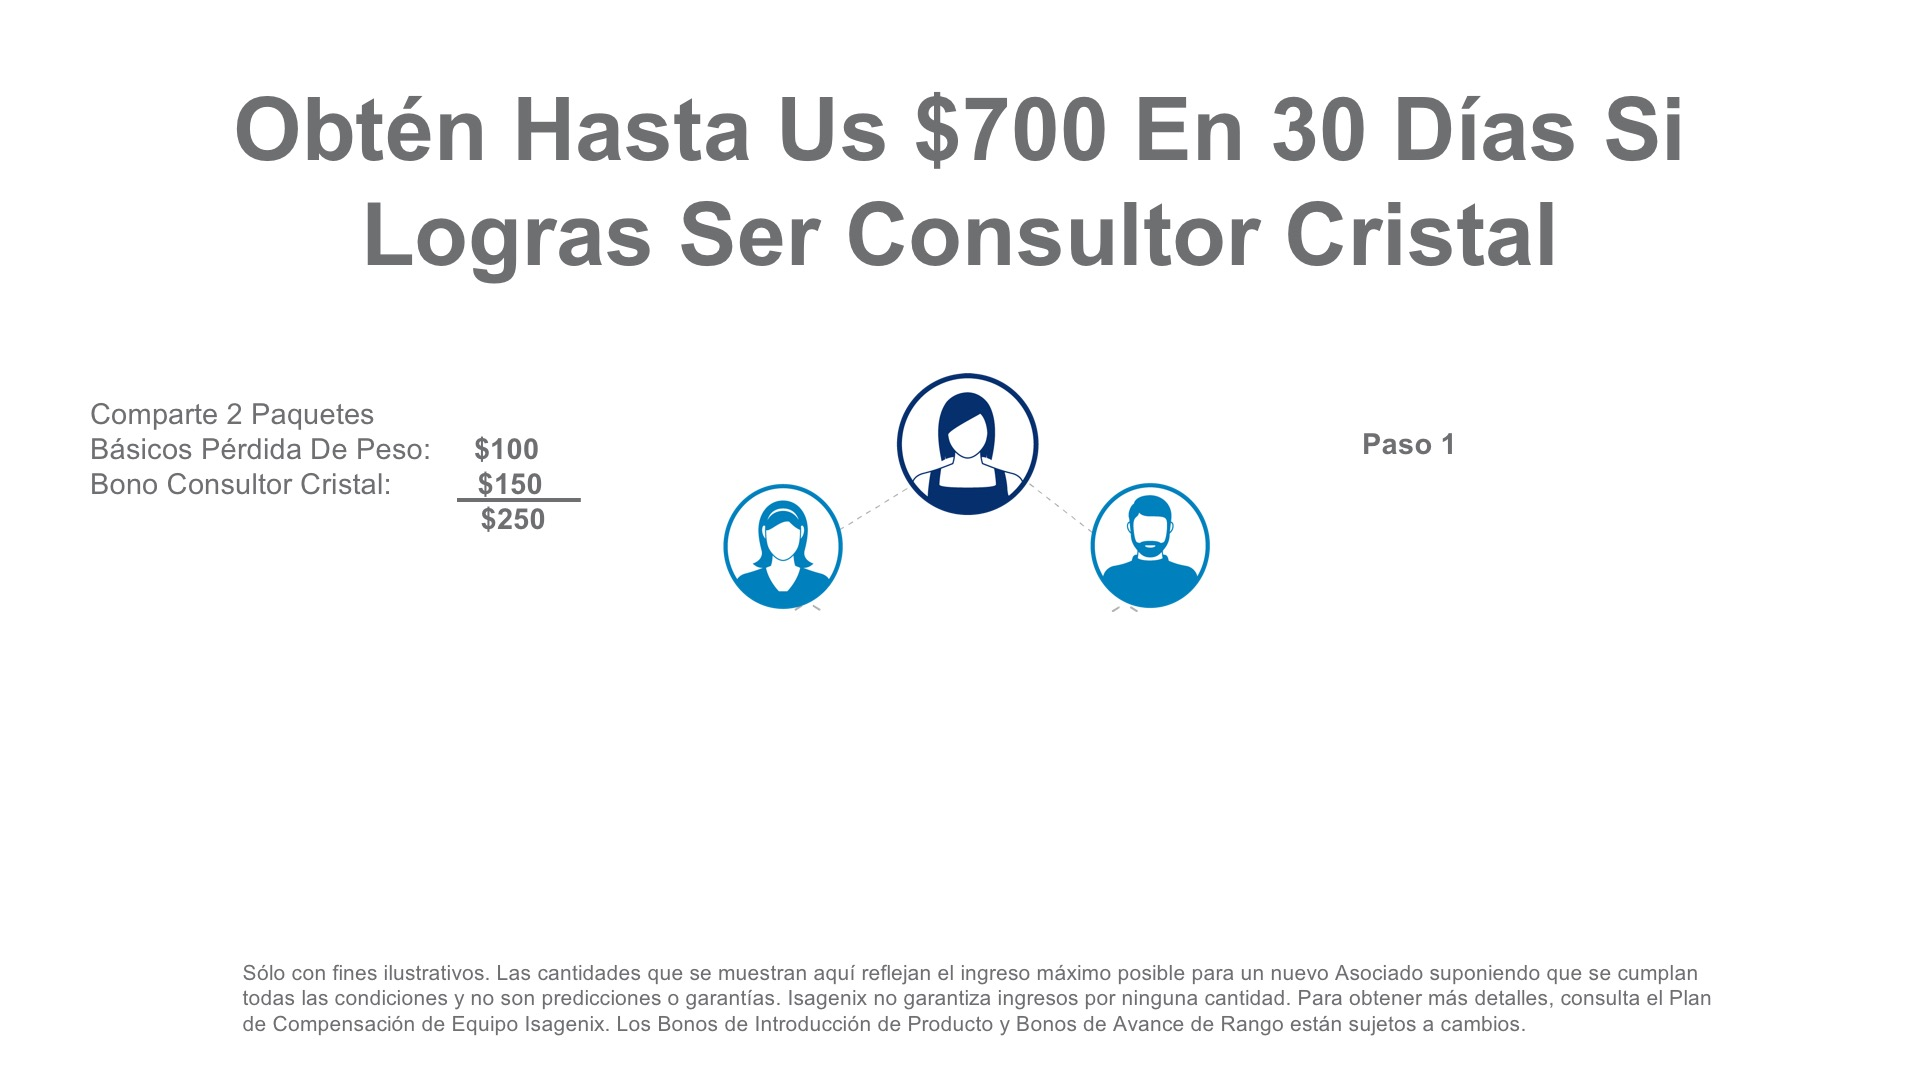 Obtén Hasta Us $700 En 30 Días Si
Logras Ser Consultor Cristal
Comparte 2 Paquetes
Básicos Pérdida De Peso: $100
Bono Consultor Cristal: $150
$250
Paso 1
Sólo con fines ilustrativos. Las cantidades que se muestran aquí reflejan el ingreso máximo posible para un nuevo Asociado suponiendo que se cumplan
todas las condiciones y no son predicciones o garantías. Isagenix no garantiza ingresos por ninguna cantidad. Para obtener más detalles, consulta el Plan
de Compensación de Equipo Isagenix. Los Bonos de Introducción de Producto y Bonos de Avance de Rango están sujetos a cambios.